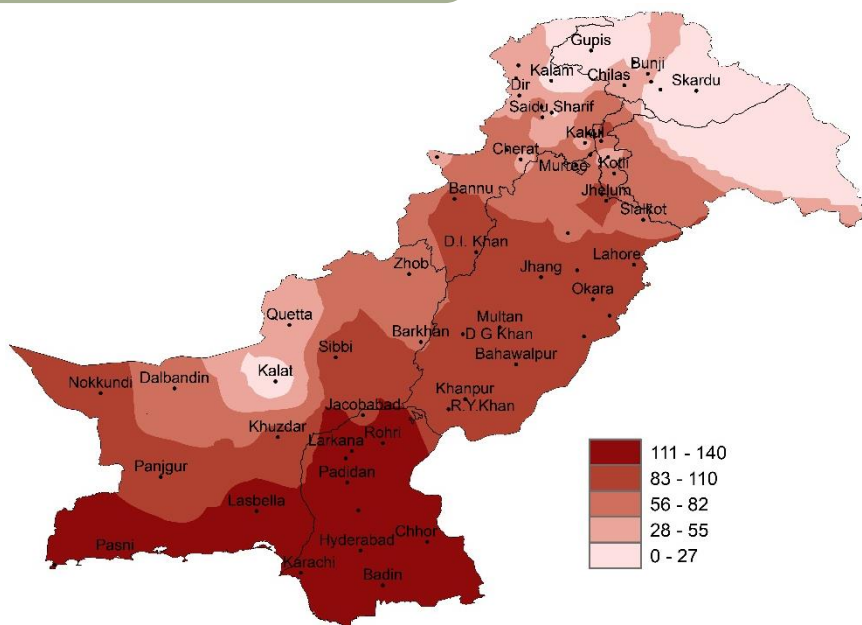 Gupis
Bunji
Kalam
Chilas
Skardu
Dir
Saidu Sharif
Kakul
Cherat
Murree
Kotli
Bannu
Jhelum
Sialkot
D.I. Khan
Lahore
Zhob
Jhang
Okara
Quetta
Multan
Barkhan
D G Khan
Sibbi
Bahawalpur
Kalat
Nokkundi
Dalbandin
Khanpur
Jacobabad
R.Y.Khan
Khuzdar
Larkana
Rohri
111 - 140
83 - 110
Panjgur
Padidan
56 - 82
Lasbella
28 - 55
Chhor
Pasni
Hyderabad
0 - 27
Karachi
Badin